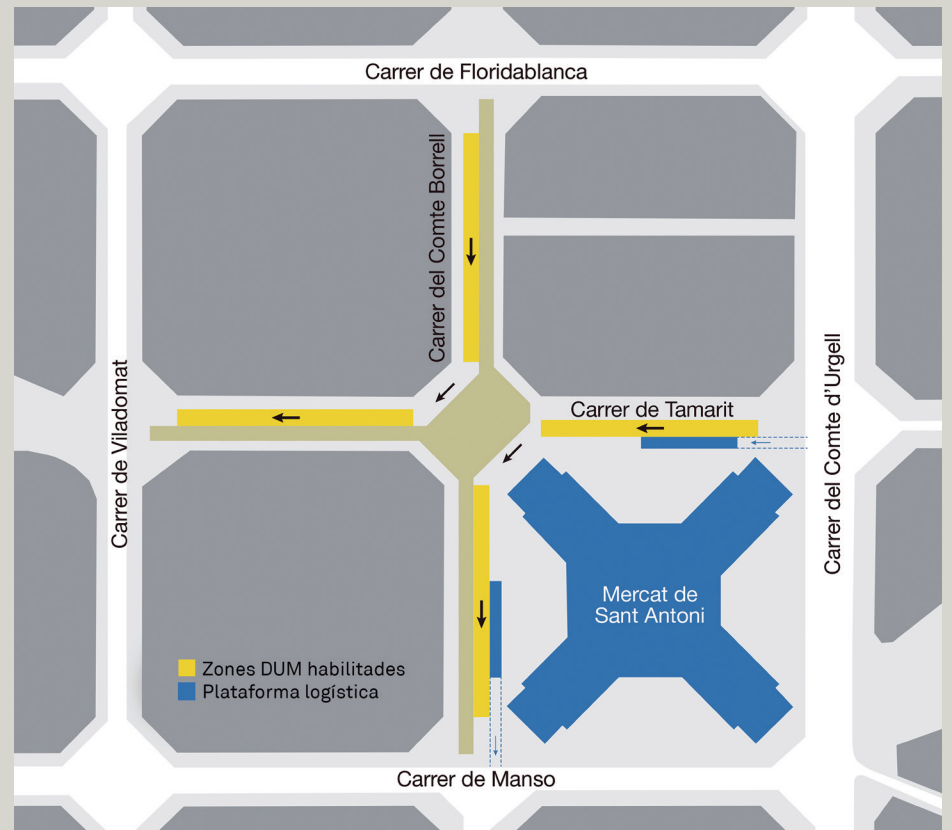 Carrer de Floridablanca
Carrer del Comte Borrell
Carrer de Tamarit
Carrer de Viladomat
Carrer del Comte d'Urgell
Mercat de
Sant Antoni
Zones DUM habilitades
Plataforma logística
Carrer de Manso